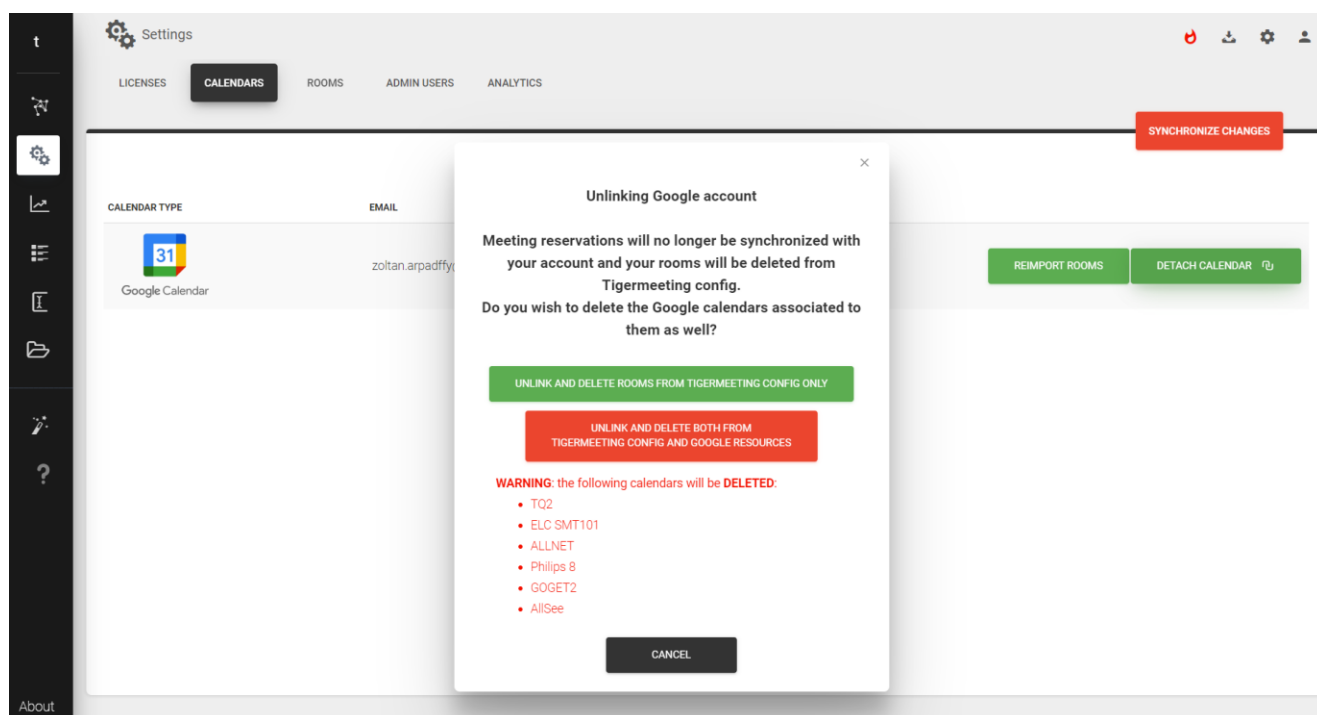 t
Settings
LICENSES CALENDARS ROOMS ADMIN USERS ANALYTICS
SYNCHRONIZE CHANGES
CALENDAR TYPE EMAIL
31
Google Calendar
REIMPORT ROOMS DETACH CALENDAR
Unlinking Google account
Meeting reservations will no longer be synchronized with
your account and your rooms will be deleted from
Tigermeeting config.
Do you wish to delete the Google calendars associated to
them as well?
UNLINK AND DELETE ROOMS FROM TIGERMEETING CONFIG ONLY
UNLINK AND DELETE BOTH FROM
TIGERMEETING CONFIG AND GOOGLE RESOURCES
WARNING: the following calendars will be DELETED:
• TQ2
• ELC SMT101
• ALLNET
• Philips 8
• GOGET2
• AllSee
CANCEL
?
About